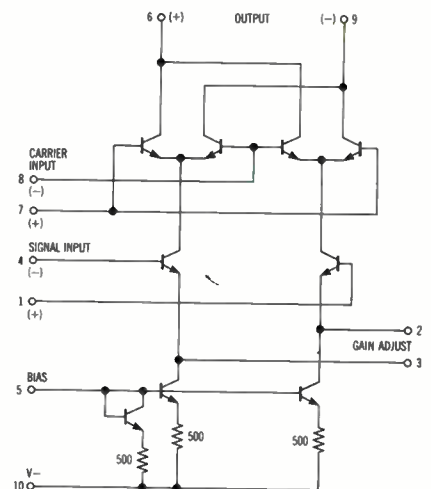 6 (+) OUTPUT (-) 9
CARRIER
INPUT
8
(-)
7
(+)
SIGNAL INPUT
4
(-)
1
(+)
2
GAIN ADJUST
3
BIAS
5
500
500
500
V-
10